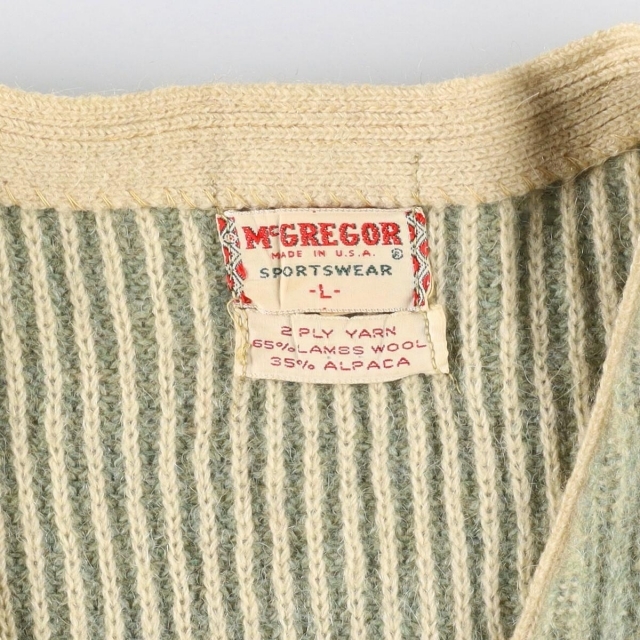 McGREGOR ®
MADE IN U.S.A.
SPORTSWEAR
-L-
2 PLY YARN
65% LAMBS WOOL
35% ALPACA